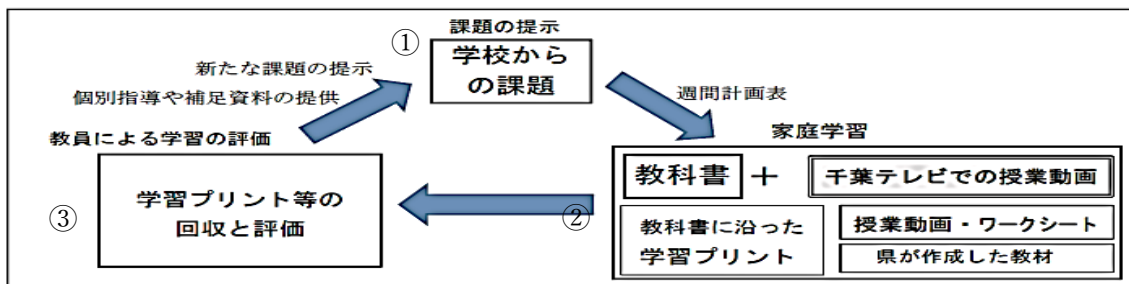 課題の提示
①
学校から
の課題
新たな課題の提示
個別指導や補足資料の提供
週間計画表
教員による学習の評価
家庭学習
教科書
+
千葉テレビでの授業動画
学習プリント等の
回収と評価
③
②
教科書に沿った
学習プリント
授業動画・ワークシート
県が作成した教材